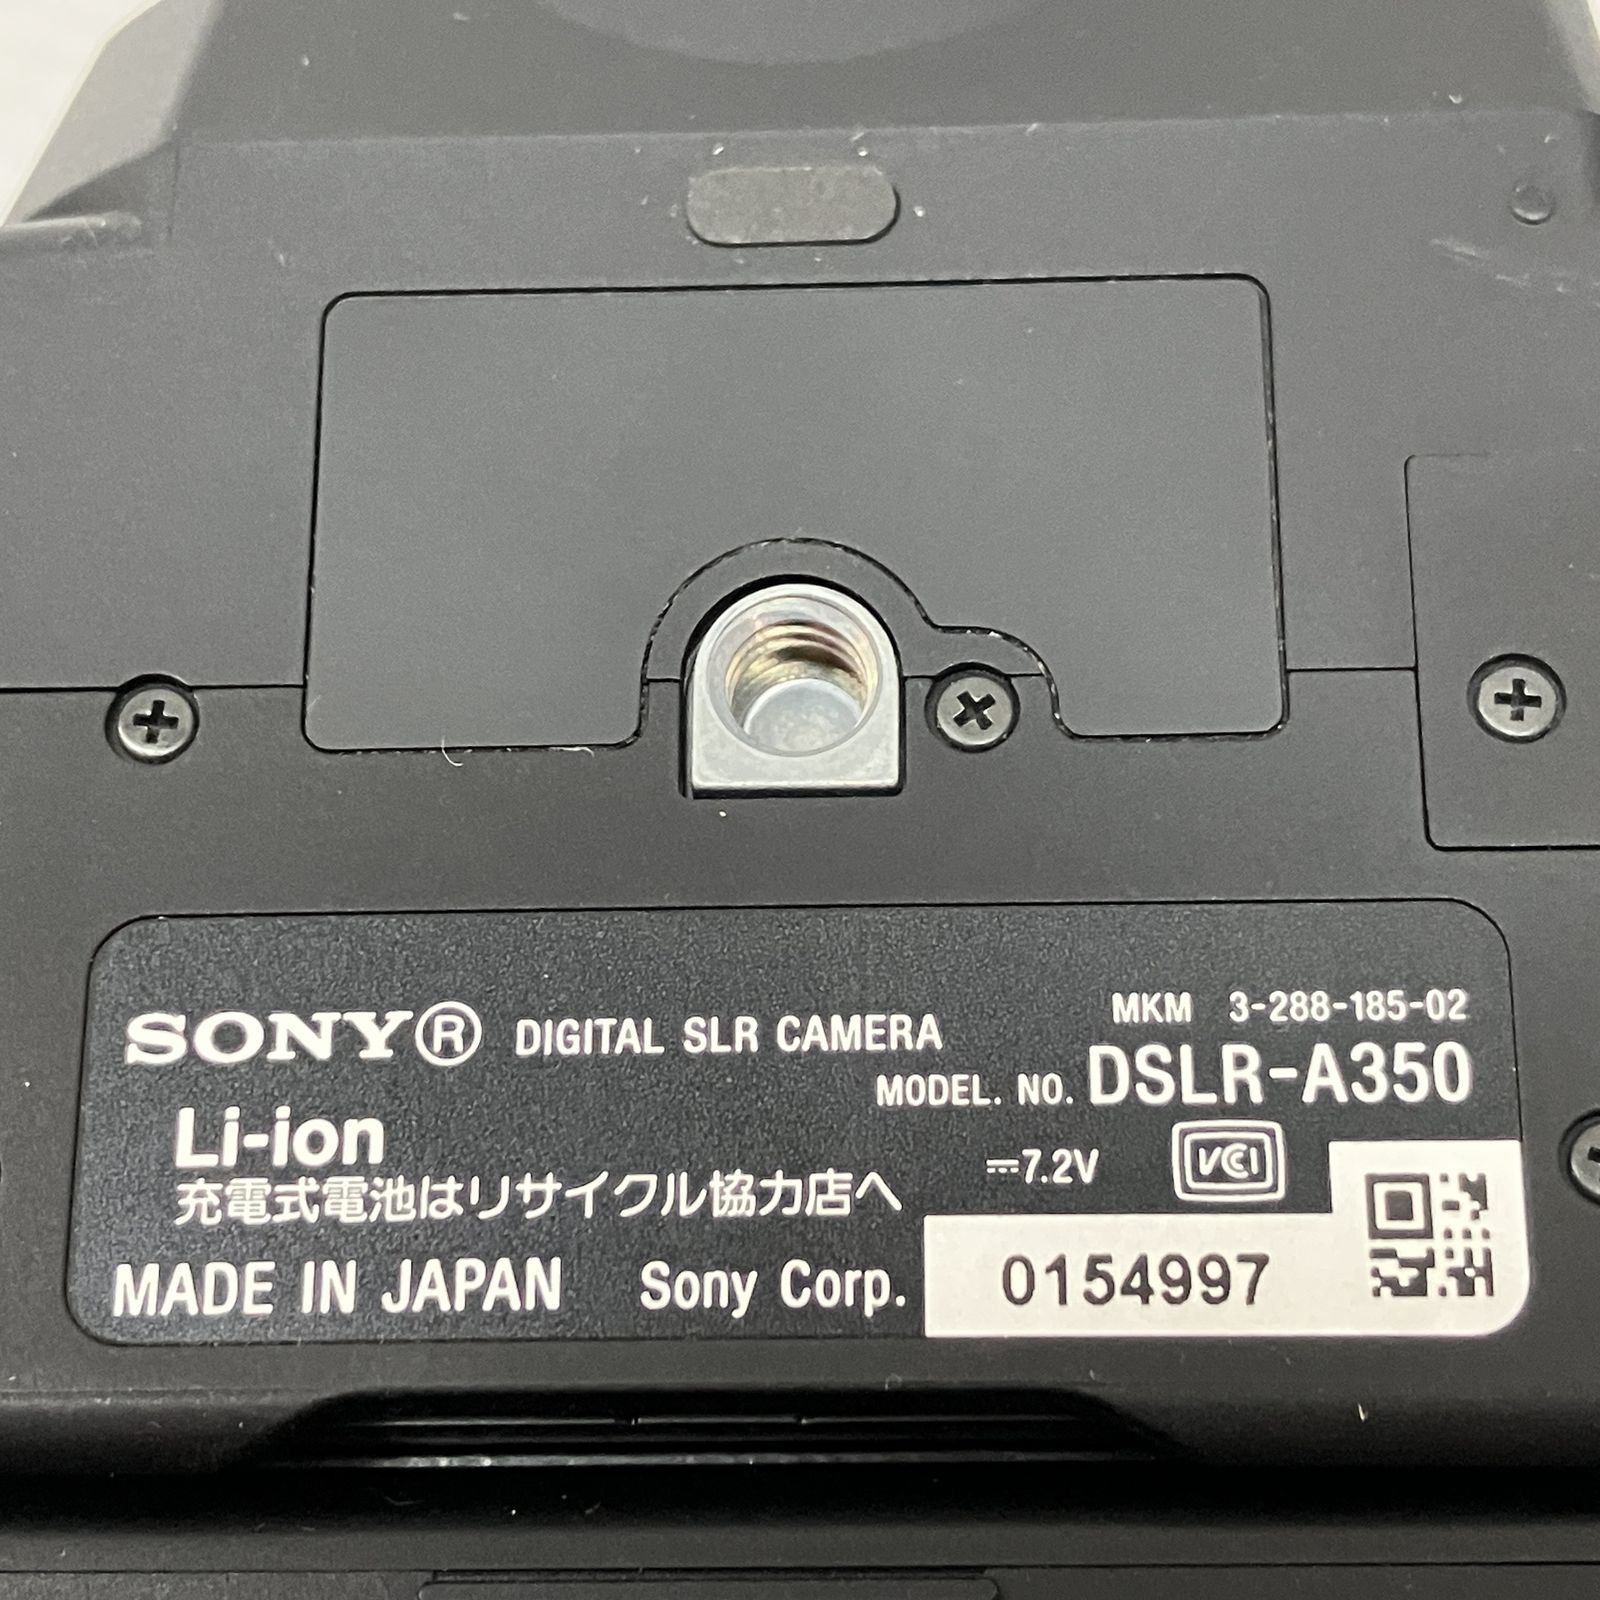 SONY® DIGITAL SLR CAMERA
MKM 3-288-185-02
MODEL. NO. DSLR-A350
Li-ion
⎓7.2V
VCCI
充電式電池はリサイクル協力店へ
MADE IN JAPAN Sony Corp.
0154997